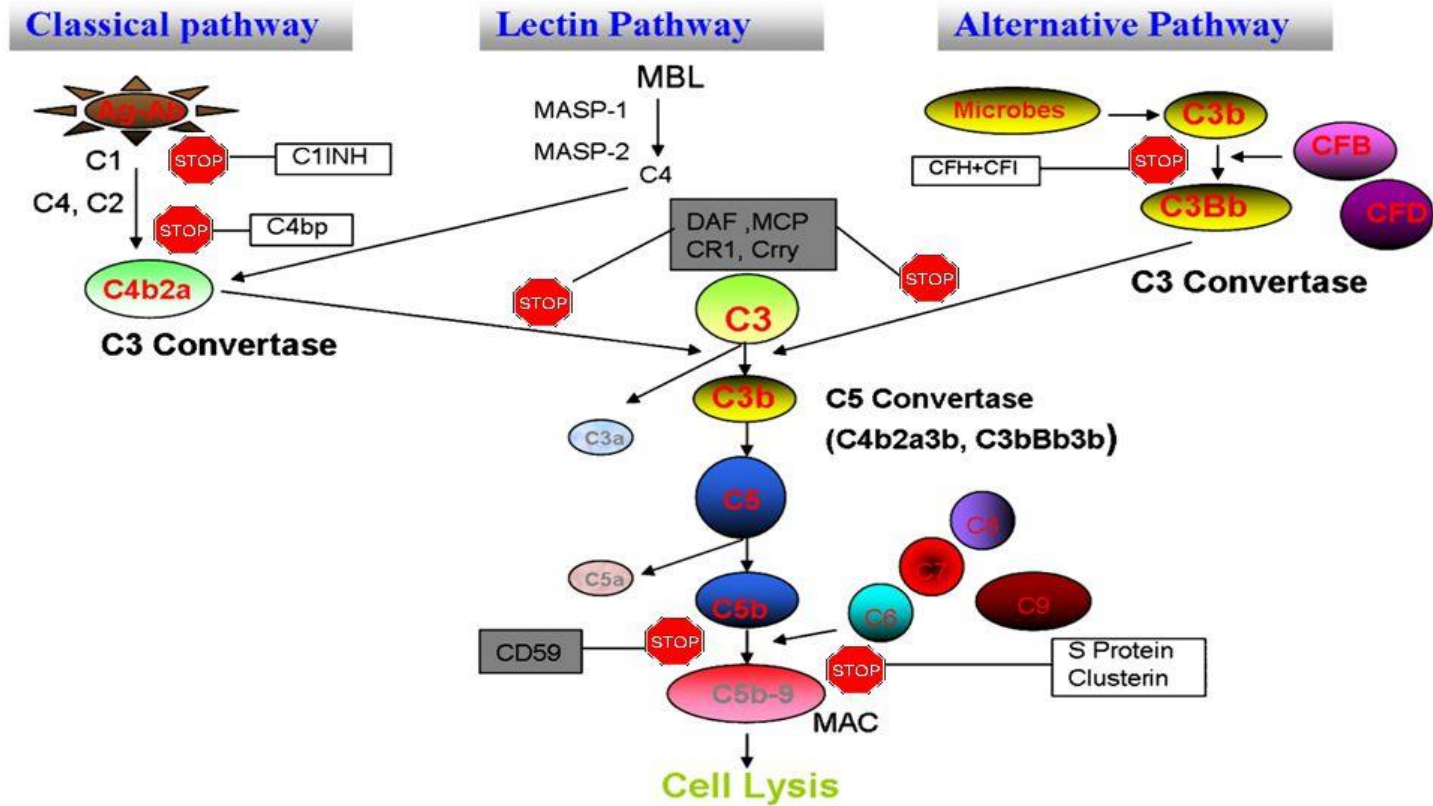 Classical pathway
Lectin Pathway
Alternative Pathway
Ag-Ab
C1
STOP
C1INH
C4, C2
STOP
C4bp
C4b2a
C3 Convertase
MBL
MASP-1
MASP-2
C4
Microbes
C3b
CFH+CFI
STOP
CFB
CFD
C3Bb
C3 Convertase
DAF ,MCP
CR1, Crry
STOP
STOP
C3
C3b
C3a
C5 Convertase
(C4b2a3b, C3bBb3b)
C5
C5a
C5b
C8
C7
C6
C9
CD59
STOP
STOP
S Protein
Clusterin
C5b-9
MAC
Cell Lysis